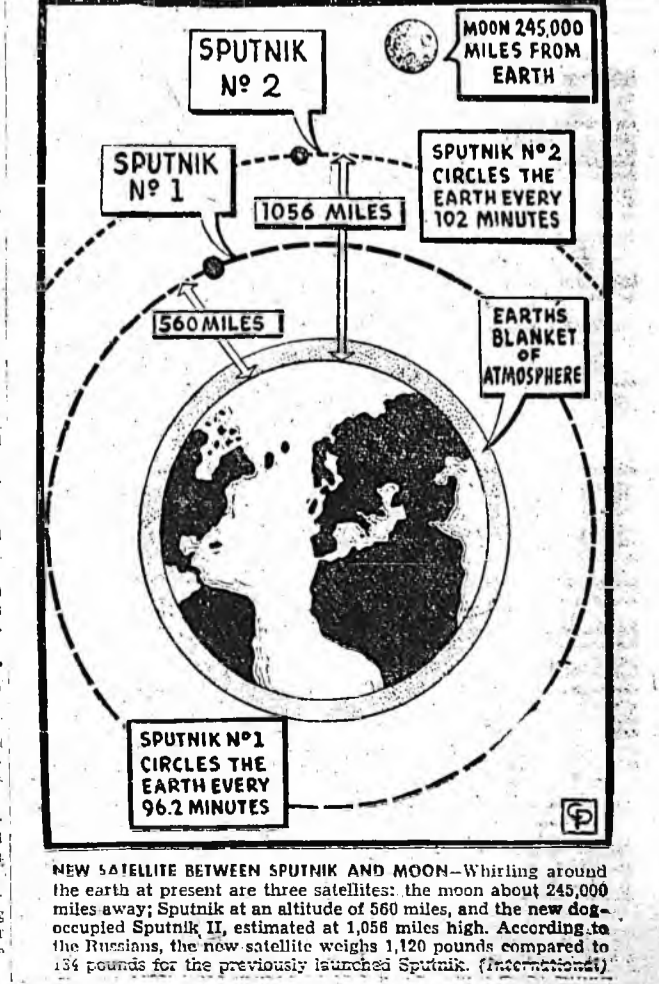 MOON 245,000
MILES FROM
EARTH
SPUTNIK
Nº 2
SPUTNIK
Nº 1
SPUTNIK Nº2
CIRCLES THE
EARTH EVERY
102 MINUTES
1056 MILES
560 MILES
EARTH'S
BLANKET
OF
ATMOSPHERE
SPUTNIK Nº1
CIRCLES THE
EARTH EVERY
96.2 MINUTES
CP
NEW SATELLITE BETWEEN SPUTNIK AND MOON—Whirling around
the earth at present are three satellites: the moon about 245,000
miles away; Sputnik at an altitude of 560 miles, and the new dog-
occupied Sputnik II, estimated at 1,056 miles high. According to
the Russians, the new satellite weighs 1,120 pounds compared to
184 pounds for the previously launched Sputnik. (International)